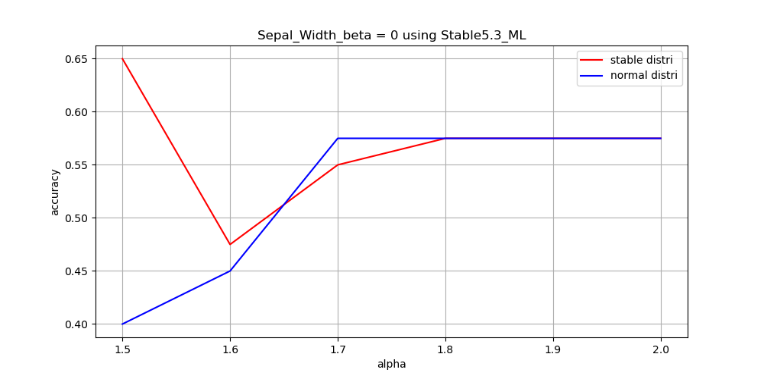 Sepal_Width_beta = 0 using Stable5.3_ML
stable distri
normal distri
accuracy
0.65
0.60
0.55
0.50
0.45
0.40
1.5 1.6 1.7 1.8 1.9 2.0
alpha